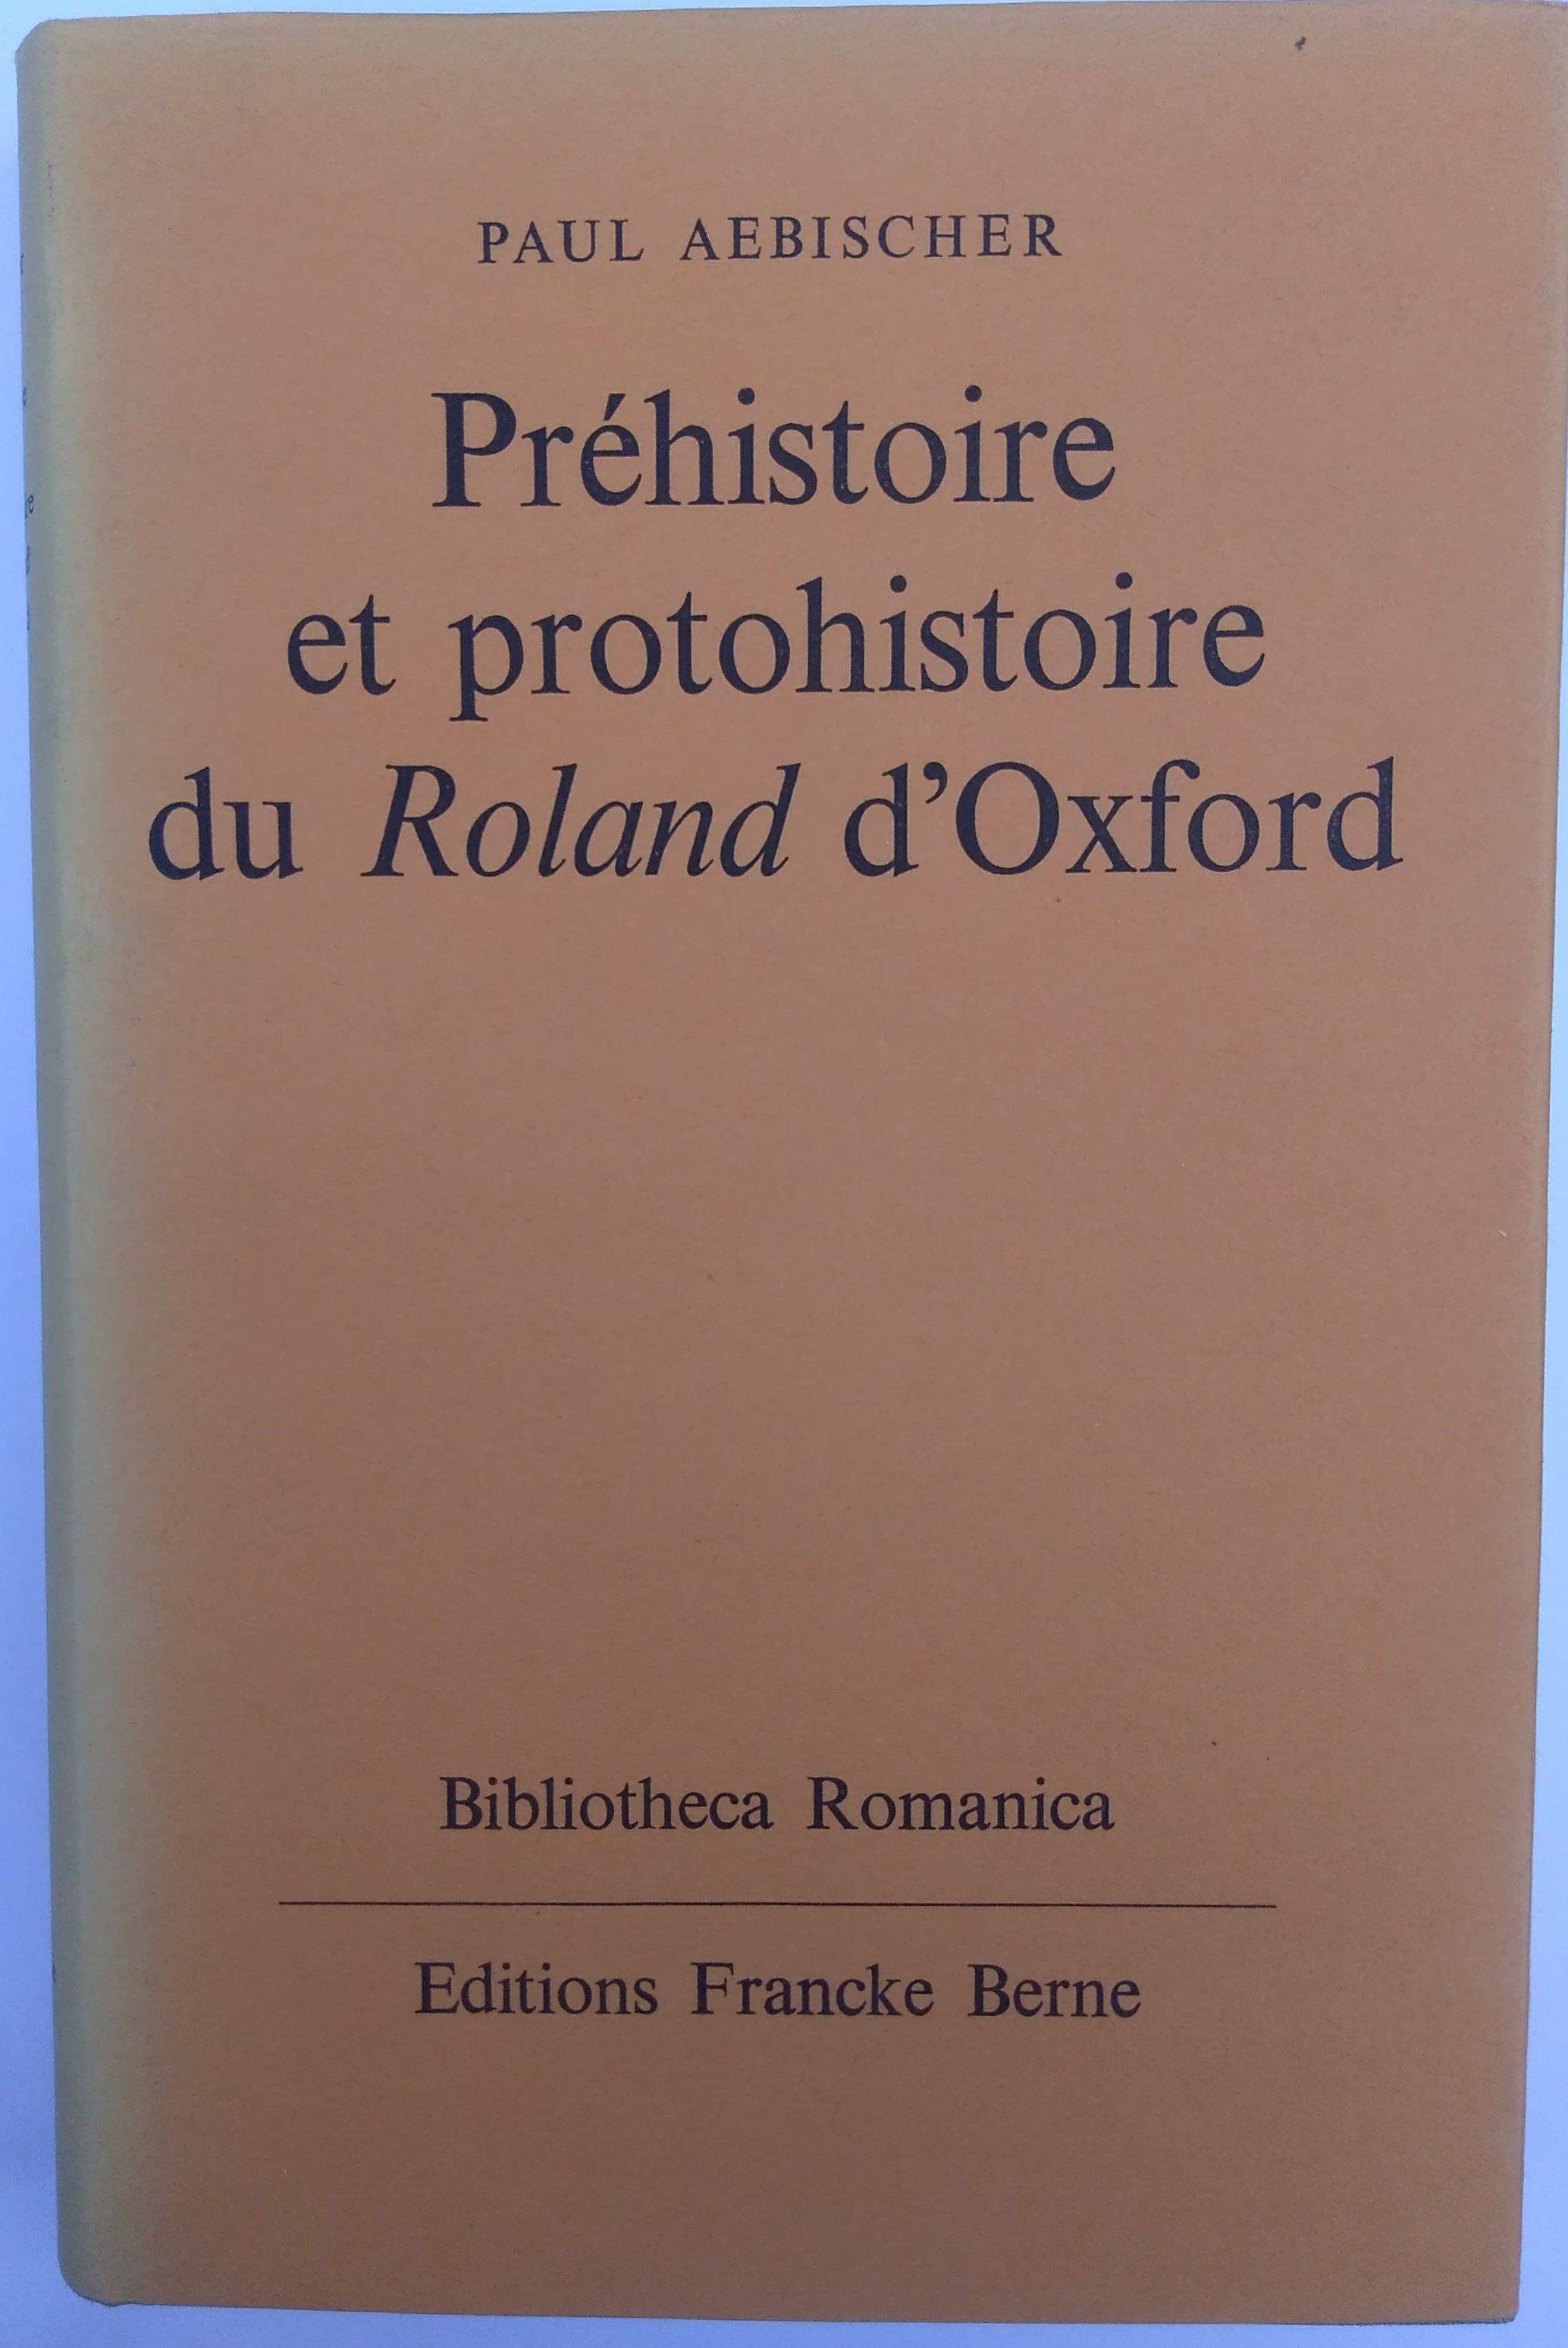 PAUL AEBISCHER
Préhistoire
et protohistoire
du Roland d’Oxford
Bibliotheca Romanica
Editions Francke Berne